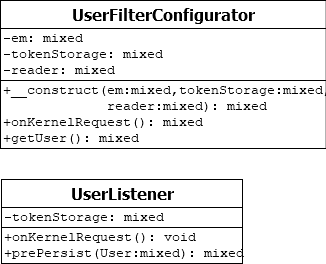 UserFilterConfigurator
-em: mixed
-tokenStorage: mixed
-reader: mixed
+__construct(em:mixed,tokenStorage:mixed,
reader:mixed): mixed
+onKernelRequest(): mixed
+getUser(): mixed
UserListener
-tokenStorage: mixed
+onKernelRequest(): void
+prePersist(User:mixed): mixed